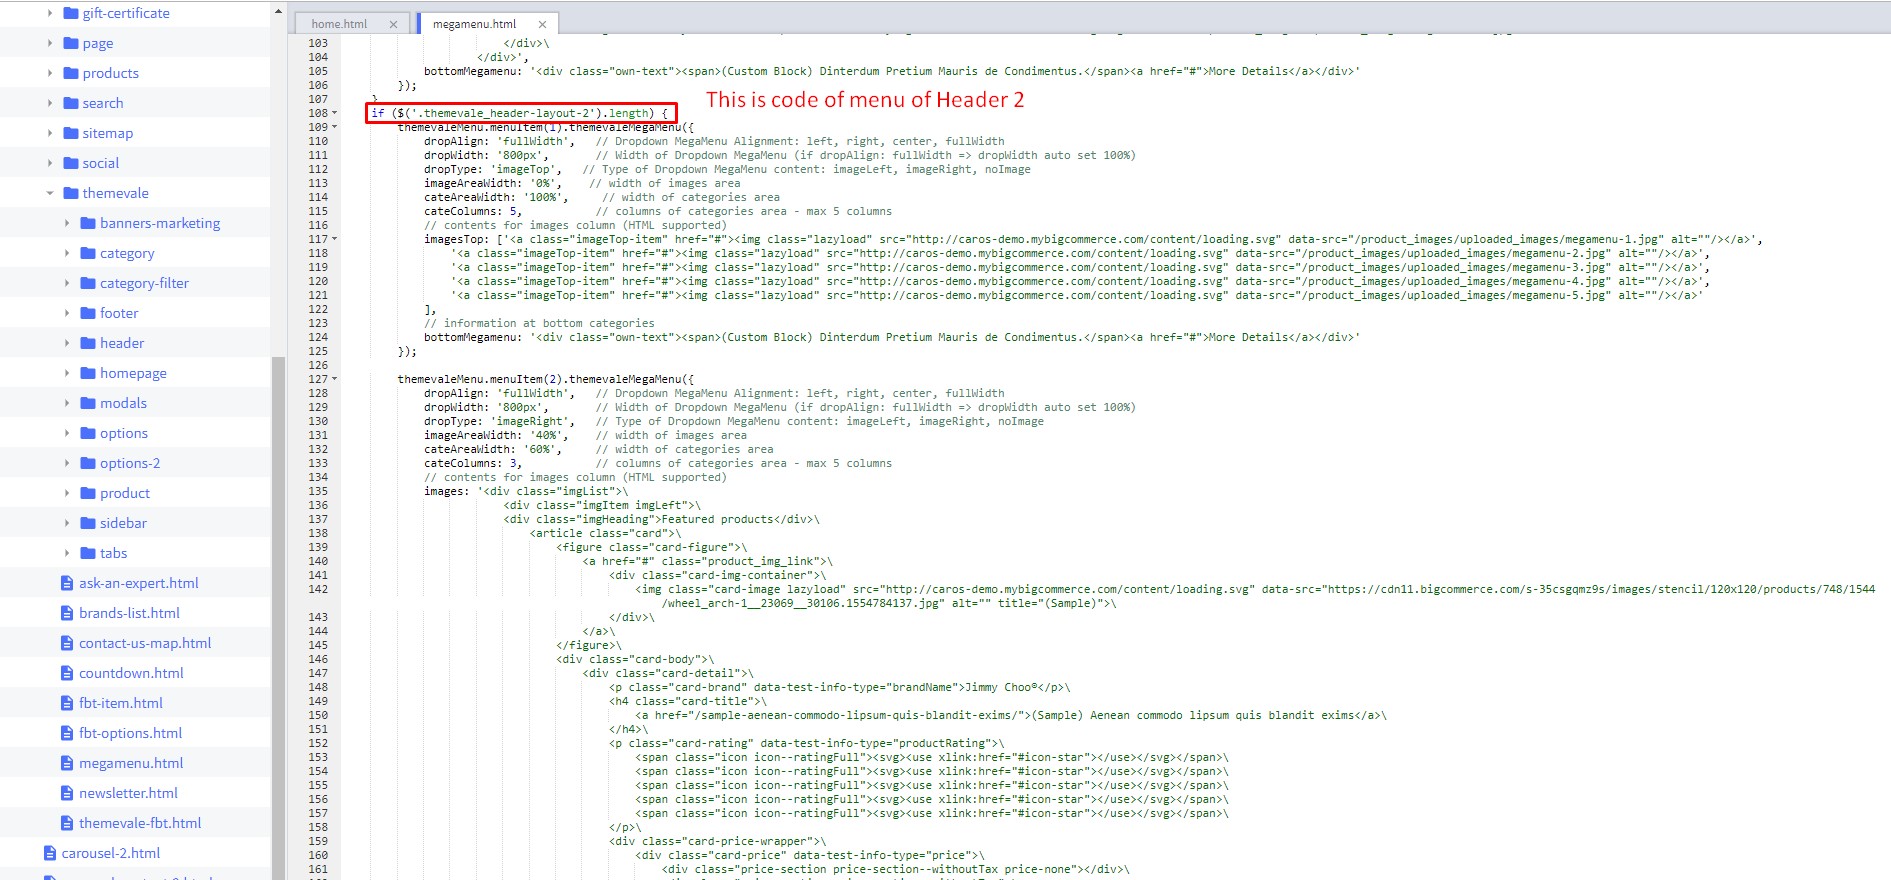 gift-certificate
page
products
search
sitemap
social
themevale
banners-marketing
category
category-filter
footer
header
homepage
modals
options
options-2
product
sidebar
tabs
ask-an-expert.html
brands-list.html
contact-us-map.html
countdown.html
fbt-item.html
fbt-options.html
megamenu.html
newsletter.html
themevale-fbt.html
carousel-2.html
home.html ×
megamenu.html ×
103 </div>\
104 </div>',
105 bottomMegamenu: '<div class="own-text"><span>(Custom Block) Dinterdum Pretium Mauris de Condimentus.</span><a href="#">More Details</a></div>'
106 });
107 }
This is code of menu of Header 2
108 if ($('.themevale_header-layout-2').length) {
109 themevaleMenu.menuItem(1).themevaleMegaMenu({
110 dropAlign: 'fullWidth', // Dropdown MegaMenu Alignment: left, right, center, fullWidth
111 dropWidth: '800px', // Width of Dropdown MegaMenu (if dropAlign: fullWidth => dropWidth auto set 100%)
112 dropType: 'imageTop', // Type of Dropdown MegaMenu content: imageLeft, imageRight, noImage
113 imageAreaWidth: '0%', // width of images area
114 cateAreaWidth: '100%', // width of categories area
115 cateColumns: 5, // columns of categories area - max 5 columns
116 // contents for images column (HTML supported)
117 imagesTop: ['<a class="imageTop-item" href="#"><img class="lazyload" src="http://caros-demo.mybigcommerce.com/content/loading.svg" data-src="/product_images/uploaded_images/megamenu-1.jpg" alt=""/></a>',
118 '<a class="imageTop-item" href="#"><img class="lazyload" src="http://caros-demo.mybigcommerce.com/content/loading.svg" data-src="/product_images/uploaded_images/megamenu-2.jpg" alt=""/></a>',
119 '<a class="imageTop-item" href="#"><img class="lazyload" src="http://caros-demo.mybigcommerce.com/content/loading.svg" data-src="/product_images/uploaded_images/megamenu-3.jpg" alt=""/></a>',
120 '<a class="imageTop-item" href="#"><img class="lazyload" src="http://caros-demo.mybigcommerce.com/content/loading.svg" data-src="/product_images/uploaded_images/megamenu-4.jpg" alt=""/></a>',
121 '<a class="imageTop-item" href="#"><img class="lazyload" src="http://caros-demo.mybigcommerce.com/content/loading.svg" data-src="/product_images/uploaded_images/megamenu-5.jpg" alt=""/></a>'
122 ],
123 // information at bottom categories
124 bottomMegamenu: '<div class="own-text"><span>(Custom Block) Dinterdum Pretium Mauris de Condimentus.</span><a href="#">More Details</a></div>'
125 });
126
127 themevaleMenu.menuItem(2).themevaleMegaMenu({
128 dropAlign: 'fullWidth', // Dropdown MegaMenu Alignment: left, right, center, fullWidth
129 dropWidth: '800px', // Width of Dropdown MegaMenu (if dropAlign: fullWidth => dropWidth auto set 100%)
130 dropType: 'imageRight', // Type of Dropdown MegaMenu content: imageLeft, imageRight, noImage
131 imageAreaWidth: '40%', // width of images area
132 cateAreaWidth: '60%', // width of categories area
133 cateColumns: 3, // columns of categories area - max 5 columns
134 // contents for images column (HTML supported)
135 images: '<div class="imgList">\
136 <div class="imgItem imgLeft">\
137 <div class="imgHeading">Featured products</div>\
138 <article class="card">\
139 <figure class="card-figure">\
140 <a href="#" class="product_img_link">\
141 <div class="card-img-container">\
142 <img class="card-image lazyload" src="http://caros-demo.mybigcommerce.com/content/loading.svg" data-src="https://cdn11.bigcommerce.com/s-35csgqmz9s/images/stencil/120x120/products/748/1544
/wheel_arch-1__23069__30106.1554784137.jpg" alt="" title="(Sample)">\
143 </div>\
144 </a>\
145 </figure>\
146 <div class="card-body">\
147 <div class="card-detail">\
148 <p class="card-brand" data-test-info-type="brandName">Jimmy Choo®</p>\
149 <h4 class="card-title">\
150 <a href="/sample-aenean-commodo-lipsum-quis-blandit-exims/">(Sample) Aenean commodo lipsum quis blandit exims</a>\
151 </h4>\
152 <p class="card-rating" data-test-info-type="productRating">\
153 <span class="icon icon--ratingFull"><svg><use xlink:href="#icon-star"></use></svg></span>\
154 <span class="icon icon--ratingFull"><svg><use xlink:href="#icon-star"></use></svg></span>\
155 <span class="icon icon--ratingFull"><svg><use xlink:href="#icon-star"></use></svg></span>\
156 <span class="icon icon--ratingFull"><svg><use xlink:href="#icon-star"></use></svg></span>\
157 <span class="icon icon--ratingFull"><svg><use xlink:href="#icon-star"></use></svg></span>\
158 </p>\
159 <div class="card-price-wrapper">\
160 <div class="card-price" data-test-info-type="price">\
161 <div class="price-section price-section--withoutTax price-none"></div>\